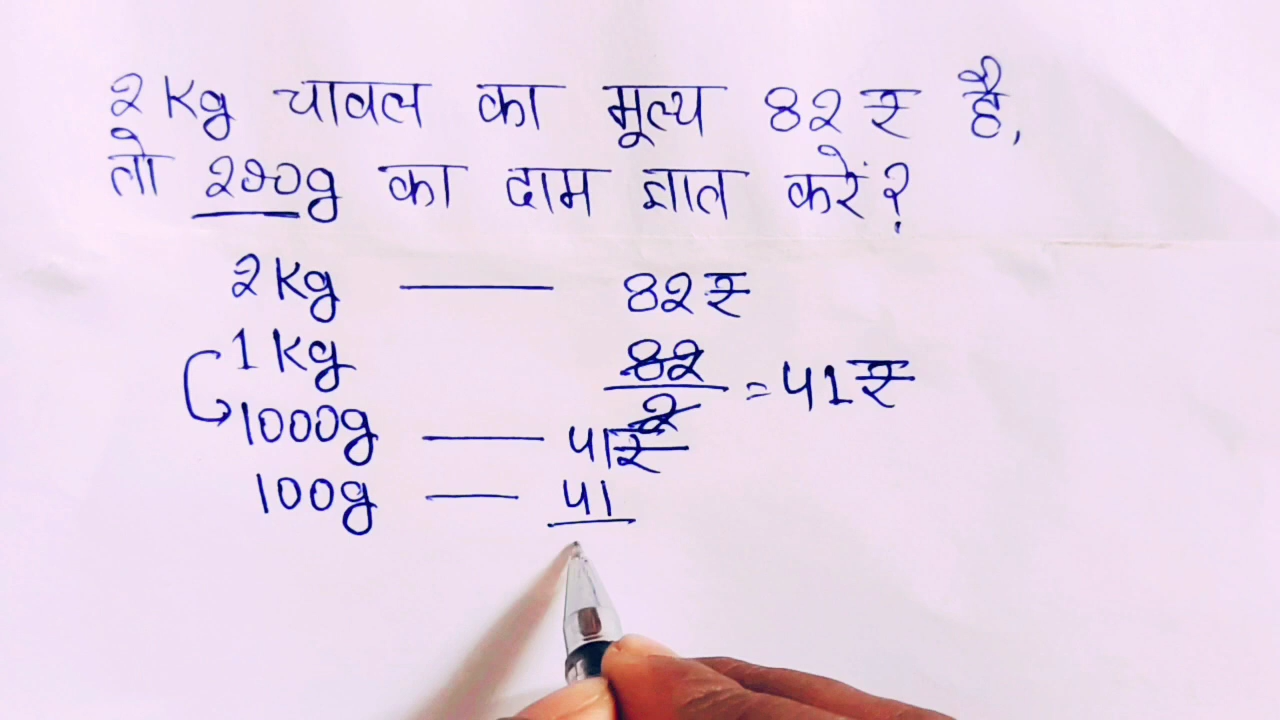 2 Kg चावल का मूल्य 82 ₹ है,
तो 200g का दाम ज्ञात करें?
2 Kg —— 82 ₹
1 Kg 82/2 = 41 ₹
1000g —— 41 ₹
100g — 41